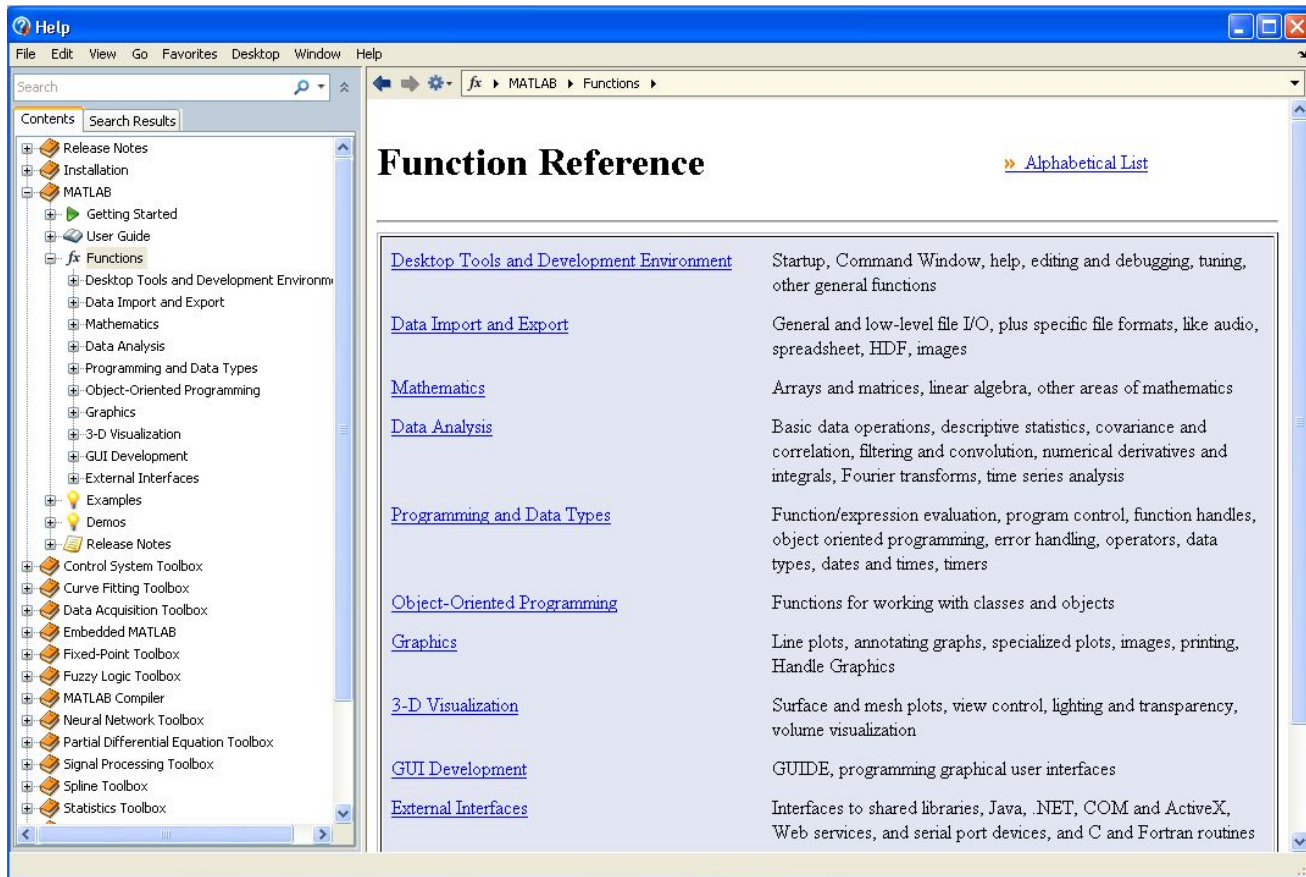 Help
File Edit View Go Favorites Desktop Window Help
Search
Contents Search Results
Release Notes
Installation
MATLAB
Getting Started
User Guide
fx Functions
Desktop Tools and Development Environm
Data Import and Export
Mathematics
Data Analysis
Programming and Data Types
Object-Oriented Programming
Graphics
3-D Visualization
GUI Development
External Interfaces
Examples
Demos
Release Notes
Control System Toolbox
Curve Fitting Toolbox
Data Acquisition Toolbox
Embedded MATLAB
Fixed-Point Toolbox
Fuzzy Logic Toolbox
MATLAB Compiler
Neural Network Toolbox
Partial Differential Equation Toolbox
Signal Processing Toolbox
Spline Toolbox
Statistics Toolbox
fx MATLAB Functions
Function Reference
» Alphabetical List
Desktop Tools and Development Environment
Startup, Command Window, help, editing and debugging, tuning,
other general functions
Data Import and Export
General and low-level file I/O, plus specific file formats, like audio,
spreadsheet, HDF, images
Mathematics
Arrays and matrices, linear algebra, other areas of mathematics
Data Analysis
Basic data operations, descriptive statistics, covariance and
correlation, filtering and convolution, numerical derivatives and
integrals, Fourier transforms, time series analysis
Programming and Data Types
Function/expression evaluation, program control, function handles,
object oriented programming, error handling, operators, data
types, dates and times, timers
Object-Oriented Programming
Functions for working with classes and objects
Graphics
Line plots, annotating graphs, specialized plots, images, printing,
Handle Graphics
3-D Visualization
Surface and mesh plots, view control, lighting and transparency,
volume visualization
GUI Development
GUIDE, programming graphical user interfaces
External Interfaces
Interfaces to shared libraries, Java, .NET, COM and ActiveX,
Web services, and serial port devices, and C and Fortran routines